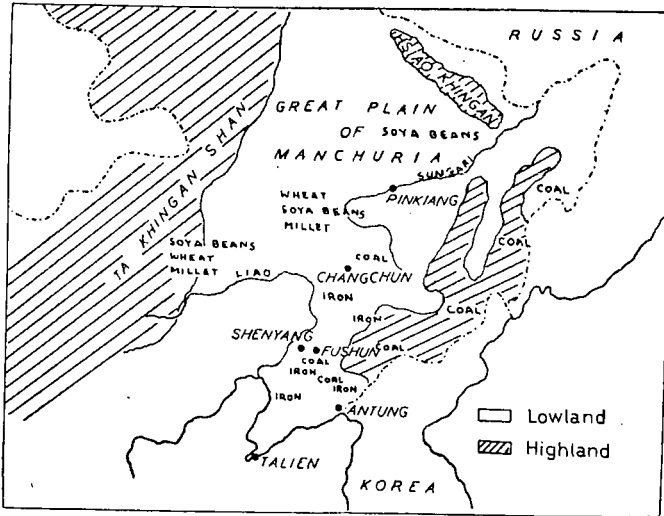 RUSSIA
HSIAO KHINGAN
GREAT PLAIN
OF SOYA BEANS
MANCHURIA
SUNGARI
TA KHINGAN SHAN
WHEAT
SOYA BEANS
MILLET
PINKIANG
COAL
COAL
SOYA BEANS
WHEAT
MILLET
LIAO
COAL
CHANGCHUN
IRON
IRON
COAL
SHENYANG
FUSHUN
COAL
COAL
IRON
COAL
IRON
IRON
ANTUNG
Lowland
Highland
TALIEN
KOREA